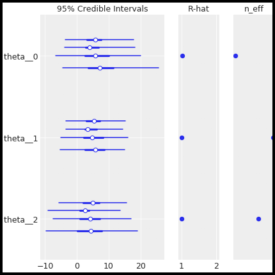 95% Credible Intervals R-hat n_eff
theta__0
theta__1
theta__2
−10 0 10 20 1 2